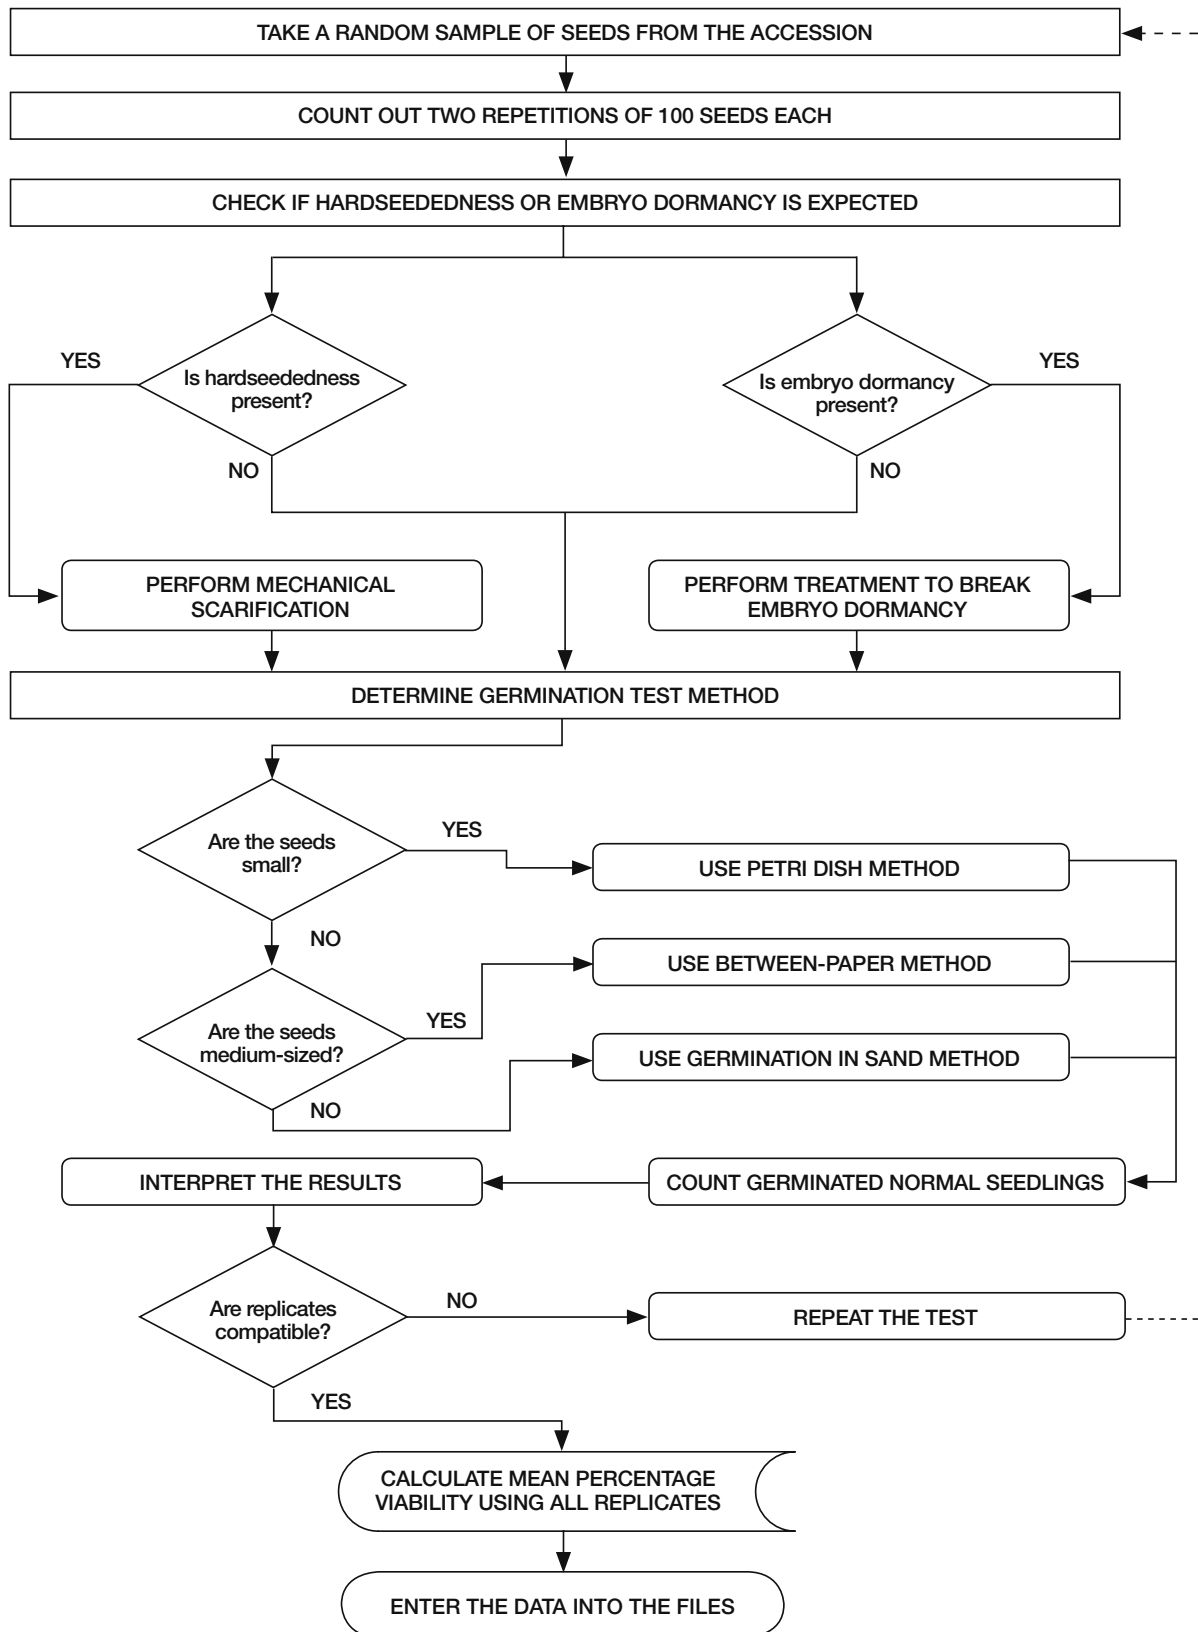 TAKE A RANDOM SAMPLE OF SEEDS FROM THE ACCESSION
COUNT OUT TWO REPETITIONS OF 100 SEEDS EACH
CHECK IF HARDSEEDEDNESS OR EMBRYO DORMANCY IS EXPECTED
YES
Is hardseededness
present?
NO
Is embryo dormancy
present?
YES
NO
PERFORM MECHANICAL
SCARIFICATION
PERFORM TREATMENT TO BREAK
EMBRYO DORMANCY
DETERMINE GERMINATION TEST METHOD
Are the seeds
small?
YES
USE PETRI DISH METHOD
NO
Are the seeds
medium-sized?
YES
USE BETWEEN-PAPER METHOD
NO
USE GERMINATION IN SAND METHOD
COUNT GERMINATED NORMAL SEEDLINGS
INTERPRET THE RESULTS
Are replicates
compatible?
NO
REPEAT THE TEST
YES
CALCULATE MEAN PERCENTAGE
VIABILITY USING ALL REPLICATES
ENTER THE DATA INTO THE FILES